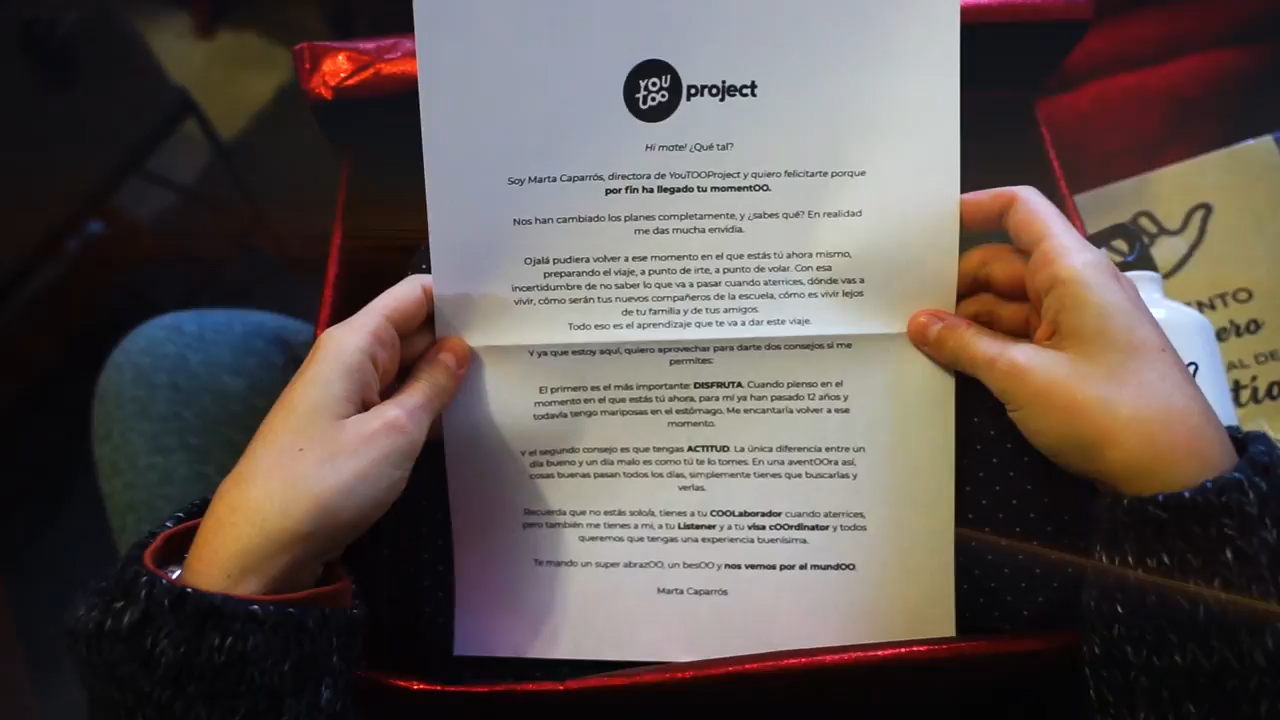 YOU
too
project
Hi mate! ¿Qué tal?
Soy Marta Caparrós, directora de YouTOOProject y quiero felicitarte porque
por fin ha llegado tu momentOO.
Nos han cambiado los planes completamente, y ¿sabes qué? En realidad
me das mucha envidia.
Ojalá pudiera volver a ese momento en el que estás tú ahora mismo,
preparando el viaje, a punto de irte, a punto de volar. Con esa
incertidumbre de no saber lo que va a pasar cuando aterrices, dónde vas a
vivir, cómo serán tus nuevos compañeros de la escuela, cómo es vivir lejos
de tu familia y de tus amigos.
Todo eso es el aprendizaje que te va a dar este viaje.
Y ya que estoy aquí, quiero aprovechar para darte dos consejos si me
permites:
El primero es el más importante: DISFRUTA. Cuando pienso en el
momento en el que estás tú ahora, para mí ya han pasado 12 años y
todavía tengo mariposas en el estómago. Me encantaría volver a ese
momento.
Y el segundo consejo es que tengas ACTITUD. La única diferencia entre un
día bueno y un día malo es como tú te lo tomes. En una aventOOra así,
cosas buenas pasan todos los días, simplemente tienes que buscarlas y
verlas.
Recuerda que no estás solo/a, tienes a tu COOLaborador cuando aterrices,
pero también me tienes a mi, a tu Listener y a tu visa cOOrdinator y todos
queremos que tengas una experiencia buenísima.
Te mando un super abrazOO, un besOO y nos vemos por el mundOO.
Marta Caparrós